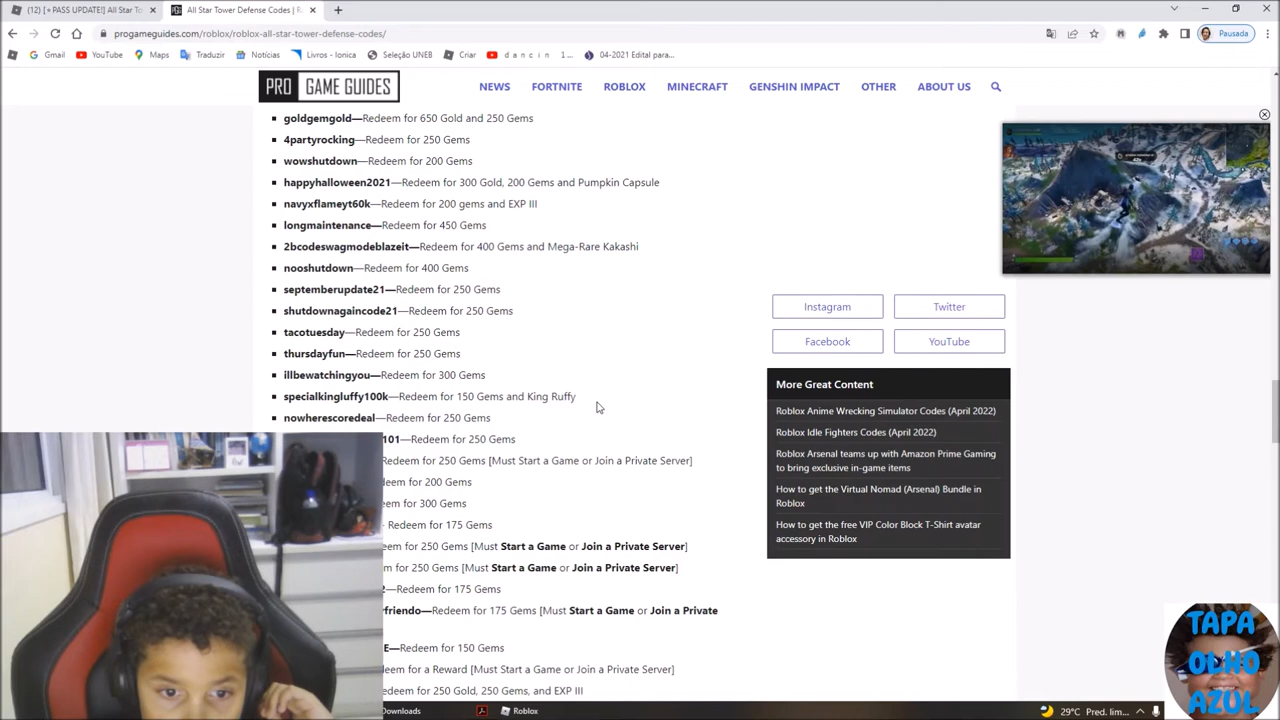 (12) [+PASS UPDATE!] All Star To
All Star Tower Defense Codes | R
progameguides.com/roblox/roblox-all-star-tower-defense-codes/
Pausada
Gmail
YouTube
Maps
Traduzir
Notícias
Livros - Ionica
Seleção UNEB
Criar
d a n c i n
04-2021 Edital para...
PRO GAME GUIDES
NEWS
FORTNITE
ROBLOX
MINECRAFT
GENSHIN IMPACT
OTHER
ABOUT US
goldgemgold—Redeem for 650 Gold and 250 Gems
4partyrocking—Redeem for 250 Gems
wowshutdown—Redeem for 200 Gems
happyhalloween2021—Redeem for 300 Gold, 200 Gems and Pumpkin Capsule
navyxflameyt60k—Redeem for 200 gems and EXP III
longmaintenance—Redeem for 450 Gems
2bcodeswagmodeblazeit—Redeem for 400 Gems and Mega-Rare Kakashi
nooshutdown—Redeem for 400 Gems
septemberupdate21—Redeem for 250 Gems
shutdownagaincode21—Redeem for 250 Gems
tacotuesday—Redeem for 250 Gems
thursdayfun—Redeem for 250 Gems
illbewatchingyou—Redeem for 300 Gems
specialkingluffy100k—Redeem for 150 Gems and King Ruffy
nowherescoredeal—Redeem for 250 Gems
101—Redeem for 250 Gems
Redeem for 250 Gems [Must Start a Game or Join a Private Server]
eem for 200 Gems
eem for 300 Gems
- Redeem for 175 Gems
em for 250 Gems [Must Start a Game or Join a Private Server]
m for 250 Gems [Must Start a Game or Join a Private Server]
2—Redeem for 175 Gems
rfriendo—Redeem for 175 Gems [Must Start a Game or Join a Private
E—Redeem for 150 Gems
eem for a Reward [Must Start a Game or Join a Private Server]
edeem for 250 Gold, 250 Gems, and EXP III
Instagram
Twitter
Facebook
YouTube
More Great Content
Roblox Anime Wrecking Simulator Codes (April 2022)
Roblox Idle Fighters Codes (April 2022)
Roblox Arsenal teams up with Amazon Prime Gaming
to bring exclusive in-game items
How to get the Virtual Nomad (Arsenal) Bundle in
Roblox
How to get the free VIP Color Block T-Shirt avatar
accessory in Roblox
TAPA
OLHO
AZUL
Downloads
Roblox
29°C Pred. lim...